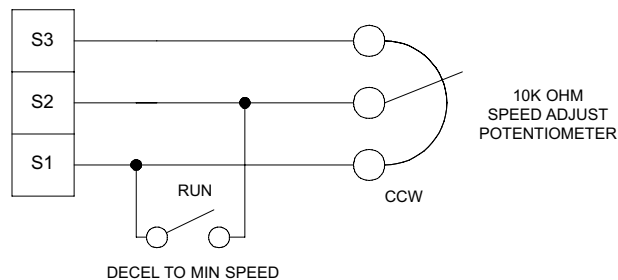 S3
S2
S1
10K OHM
SPEED ADJUST
POTENTIOMETER
RUN
CCW
DECEL TO MIN SPEED